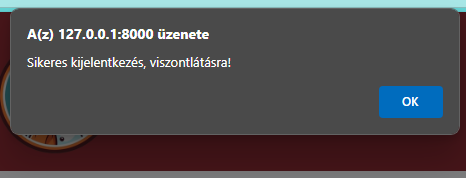 A(z) 127.0.0.1:8000 üzenete
Sikeres kijelentkezés, viszontlátásra!
OK